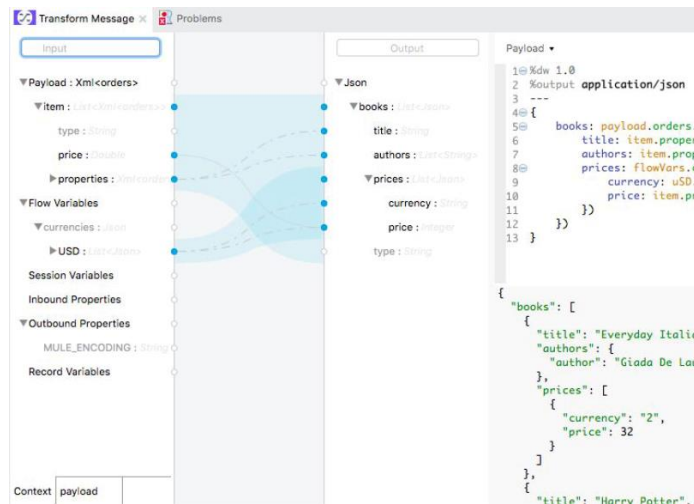 Transform Message
Problems
Input
Output
Payload
Payload : Xml<orders>
item : List<Xml<orders>>
type : String
price : Double
properties : Xml<order
Flow Variables
currencies : Json
USD : List<Json>
Session Variables
Inbound Properties
Outbound Properties
MULE_ENCODING : String
Record Variables
Context payload
Json
books : List<Json>
title : String
authors : List<String>
prices : List<Json>
currency : String
price : Integer
type : String
1 %dw 1.0
2 %output application/json
3 ---
4 {
5 books: payload.orders.
6 title: item.proper
7 authors: item.prop
8 prices: flowVars.
9 currency: uSD.
10 price: item.pr
11 })
12 })
13 }
{
"books": [
{
"title": "Everyday Italia
"authors": {
"author": "Giada De Lau
},
"prices": [
{
"currency": "2",
"price": 32
}
]
},
{
"title": "Harry Potter",